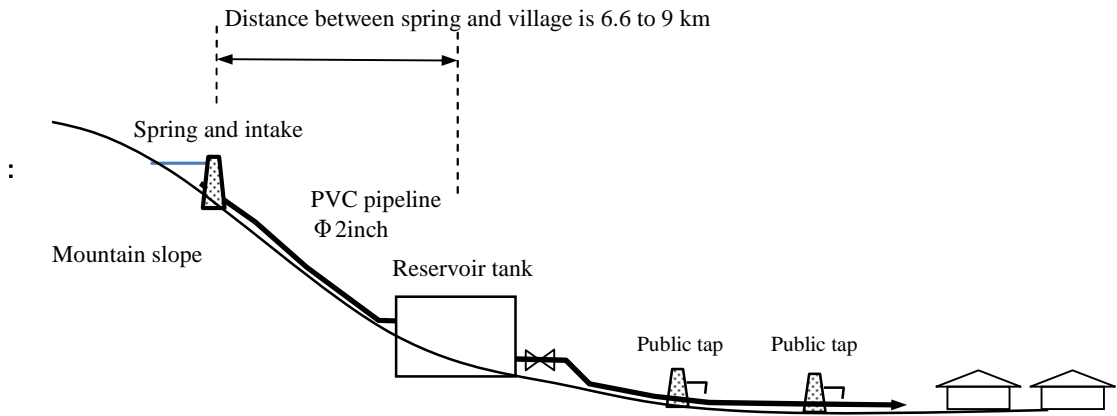 Distance between spring and village is 6.6 to 9 km
Spring and intake
:
PVC pipeline
Φ2inch
Mountain slope
Reservoir tank
Public tap
Public tap